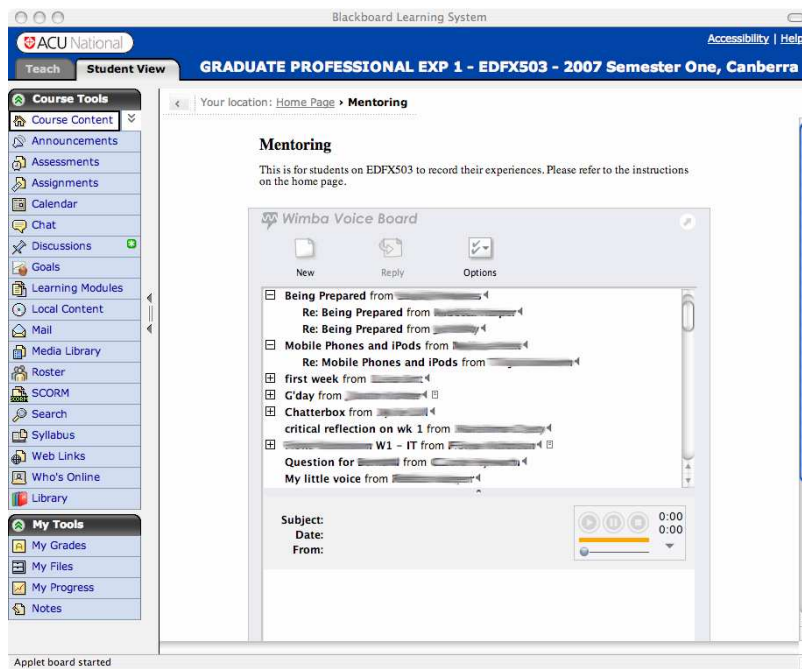 Blackboard Learning System
ACU National
Accessibility | Help
Teach
Student View
GRADUATE PROFESSIONAL EXP 1 - EDFX503 - 2007 Semester One, Canberra
Course Tools
Course Content
Announcements
Assessments
Assignments
Calendar
Chat
Discussions
Goals
Learning Modules
Local Content
Mail
Media Library
Roster
SCORM
Search
Syllabus
Web Links
Who's Online
Library
My Tools
My Grades
My Files
My Progress
Notes
Your location: Home Page › Mentoring
Mentoring
This is for students on EDFX503 to record their experiences. Please refer to the instructions
on the home page.
Wimba Voice Board
New Reply Options
Being Prepared from
Re: Being Prepared from
Re: Being Prepared from
Mobile Phones and iPods from
Re: Mobile Phones and iPods from
first week from
G'day from
Chatterbox from
critical reflection on wk 1 from
W1 - IT from
Question for from
My little voice from
Subject:
Date:
From:
0:00
0:00
Applet board started